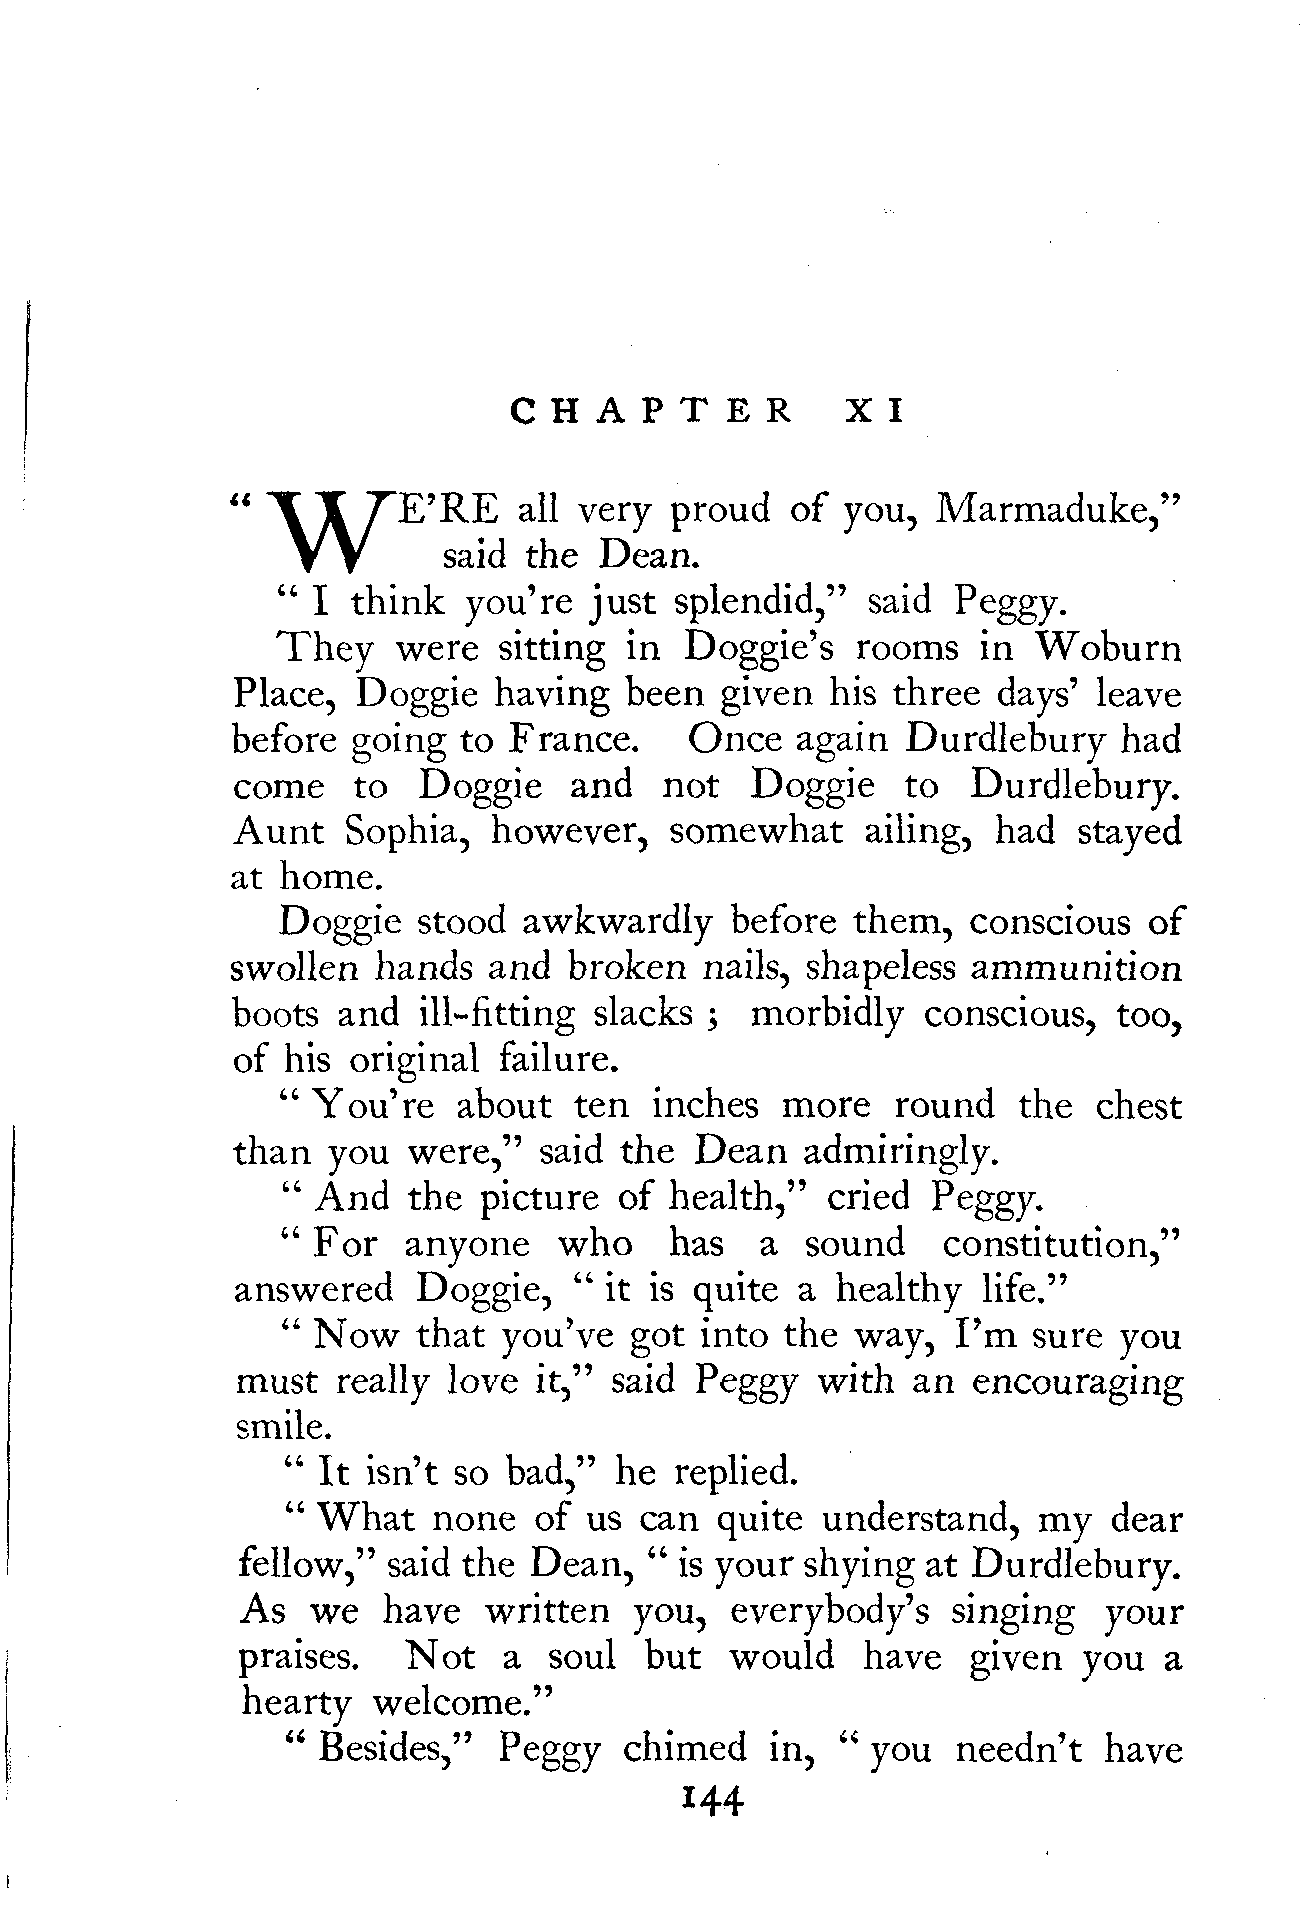 CHAPTER XI
“ WE’RE all very proud of you, Marmaduke,”
said the Dean.
“ I think you’re just splendid,” said Peggy.
They were sitting in Doggie’s rooms in Woburn
Place, Doggie having been given his three days’ leave
before going to France. Once again Durdlebury had
come to Doggie and not Doggie to Durdlebury.
Aunt Sophia, however, somewhat ailing, had stayed
at home.
Doggie stood awkwardly before them, conscious of
swollen hands and broken nails, shapeless ammunition
boots and ill-fitting slacks ; morbidly conscious, too,
of his original failure.
“ You’re about ten inches more round the chest
than you were,” said the Dean admiringly.
“ And the picture of health,” cried Peggy.
“ For anyone who has a sound constitution,”
answered Doggie, “ it is quite a healthy life.”
“ Now that you’ve got into the way, I’m sure you
must really love it,” said Peggy with an encouraging
smile.
“ It isn’t so bad,” he replied.
“ What none of us can quite understand, my dear
fellow,” said the Dean, “ is your shying at Durdlebury.
As we have written you, everybody’s singing your
praises. Not a soul but would have given you a
hearty welcome.”
“ Besides,” Peggy chimed in, “ you needn’t have
144